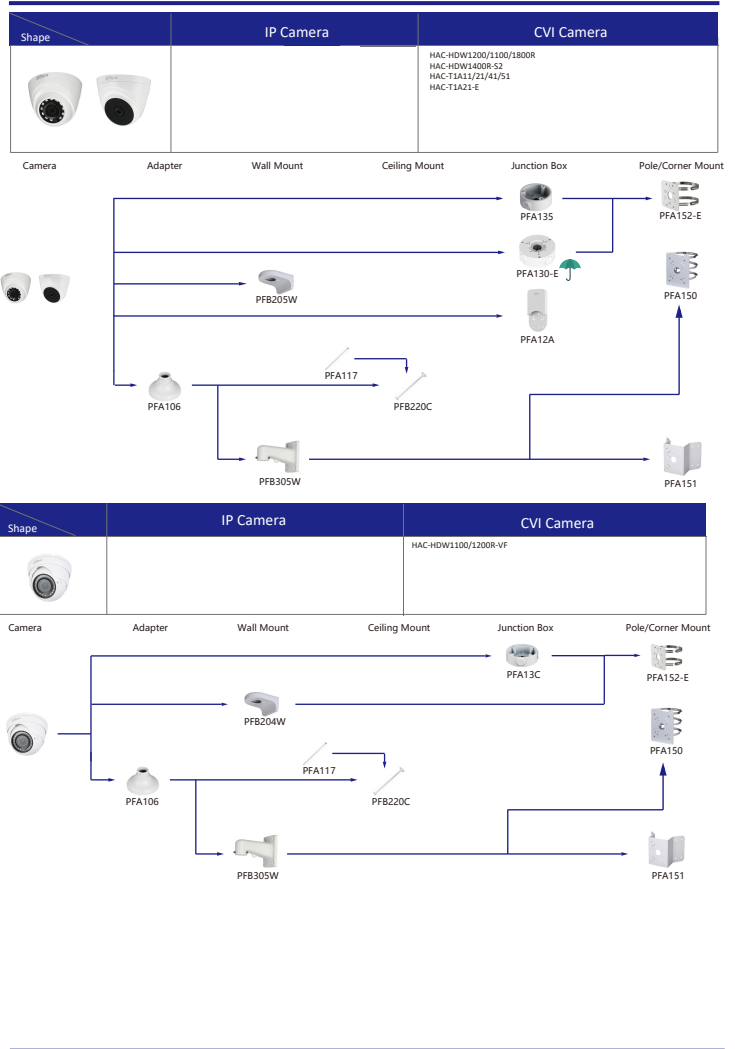 Shape
IP Camera
CVI Camera
HAC-HDW1200/1100/1800R
HAC-HDW1400R-S2
HAC-T1A11/21/41/51
HAC-T1A21-E
Camera
Adapter
Wall Mount
Ceiling Mount
Junction Box
Pole/Corner Mount
PFA135
PFA152-E
PFA130-E
PFB205W
PFA150
PFA12A
PFA117
PFA106
PFB220C
PFB305W
PFA151
Shape
IP Camera
CVI Camera
HAC-HDW1100/1200R-VF
Camera
Adapter
Wall Mount
Ceiling Mount
Junction Box
Pole/Corner Mount
PFA13C
PFA152-E
PFB204W
PFA150
PFA117
PFA106
PFB220C
PFB305W
PFA151